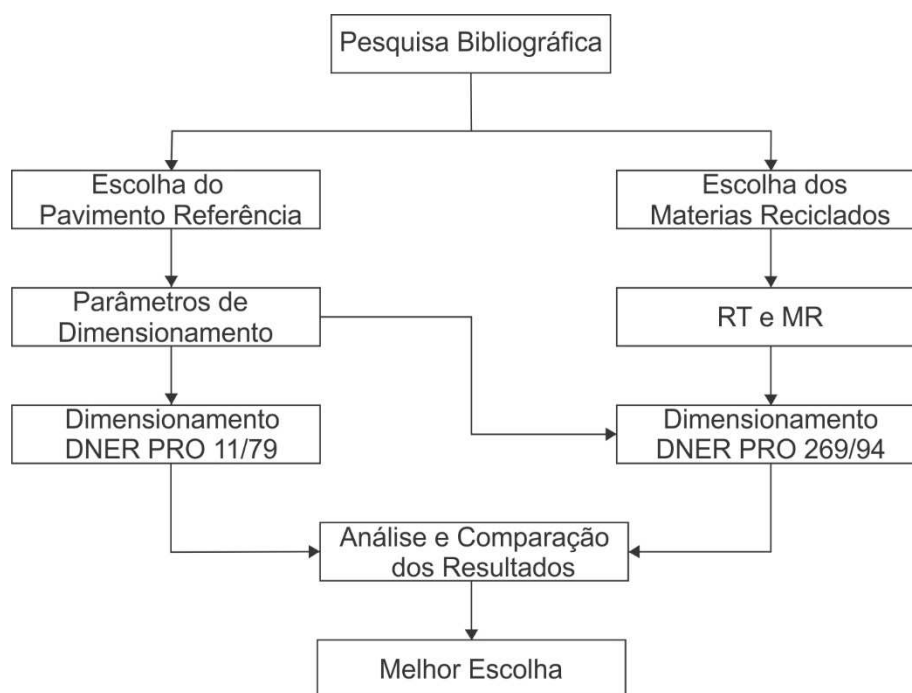 Pesquisa Bibliográfica
Escolha do
Pavimento Referência
Escolha dos
Materias Reciclados
Parâmetros de
Dimensionamento
RT e MR
Dimensionamento
DNER PRO 11/79
Dimensionamento
DNER PRO 269/94
Análise e Comparação
dos Resultados
Melhor Escolha